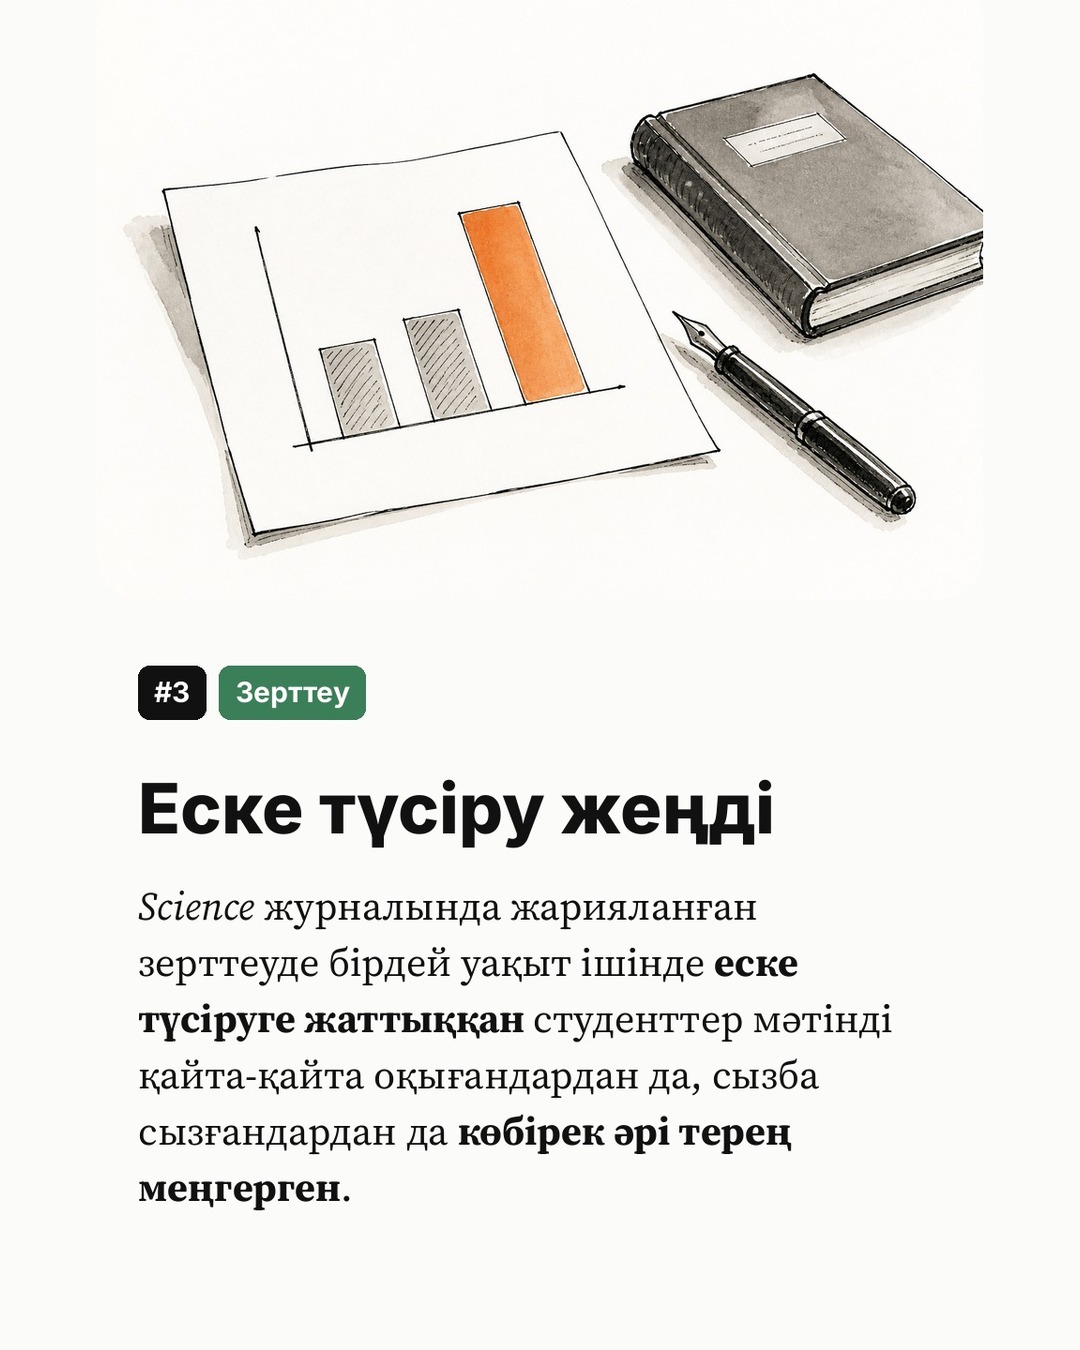 #3 Зерттеу
Еске түсіру жеңді
Science журналында жарияланған
зерттеуде бірдей уақыт ішінде еске
түсіруге жаттыққан студенттер мәтінді
қайта-қайта оқығандардан да, сызба
сызғандардан да көбірек әрі терең
меңгерген.